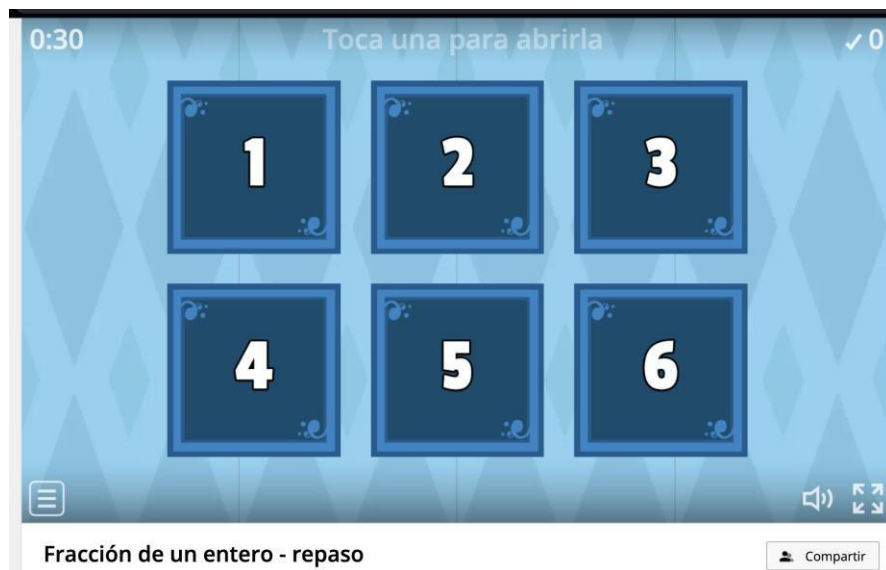 0:30 Toca una para abrirla ✓ 0
1 2 3
4 5 6
Fracción de un entero - repaso Compartir